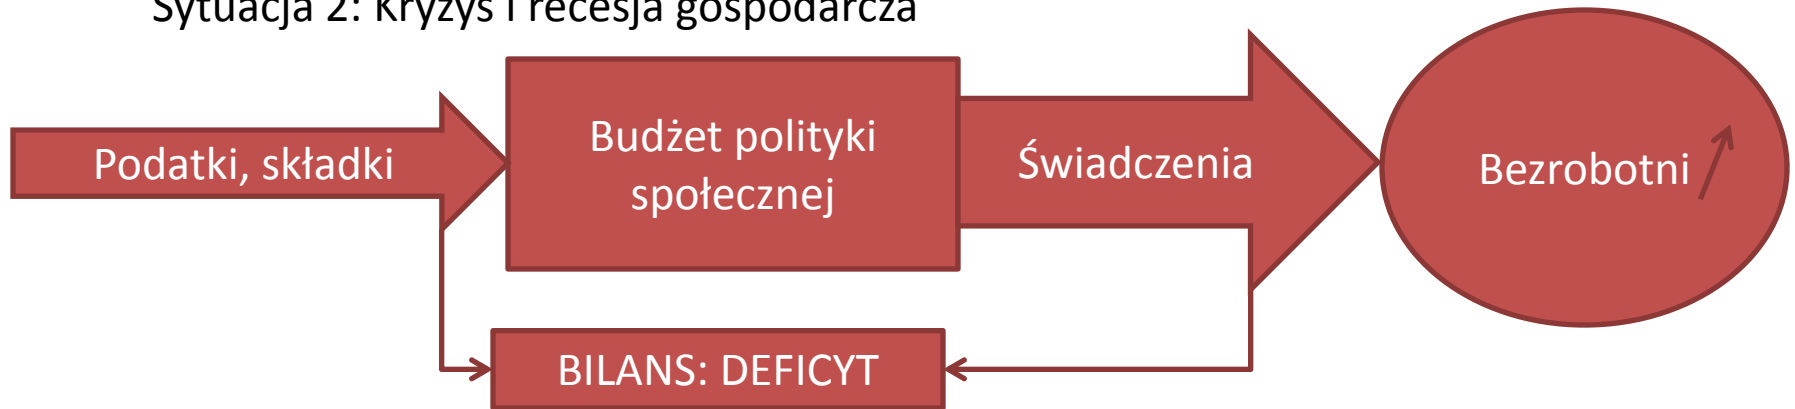 Sytuacja 2: Kryzys i recesja gospodarcza
Podatki, składki
Budżet polityki
społecznej
Świadczenia
Bezrobotni
BILANS: DEFICYT